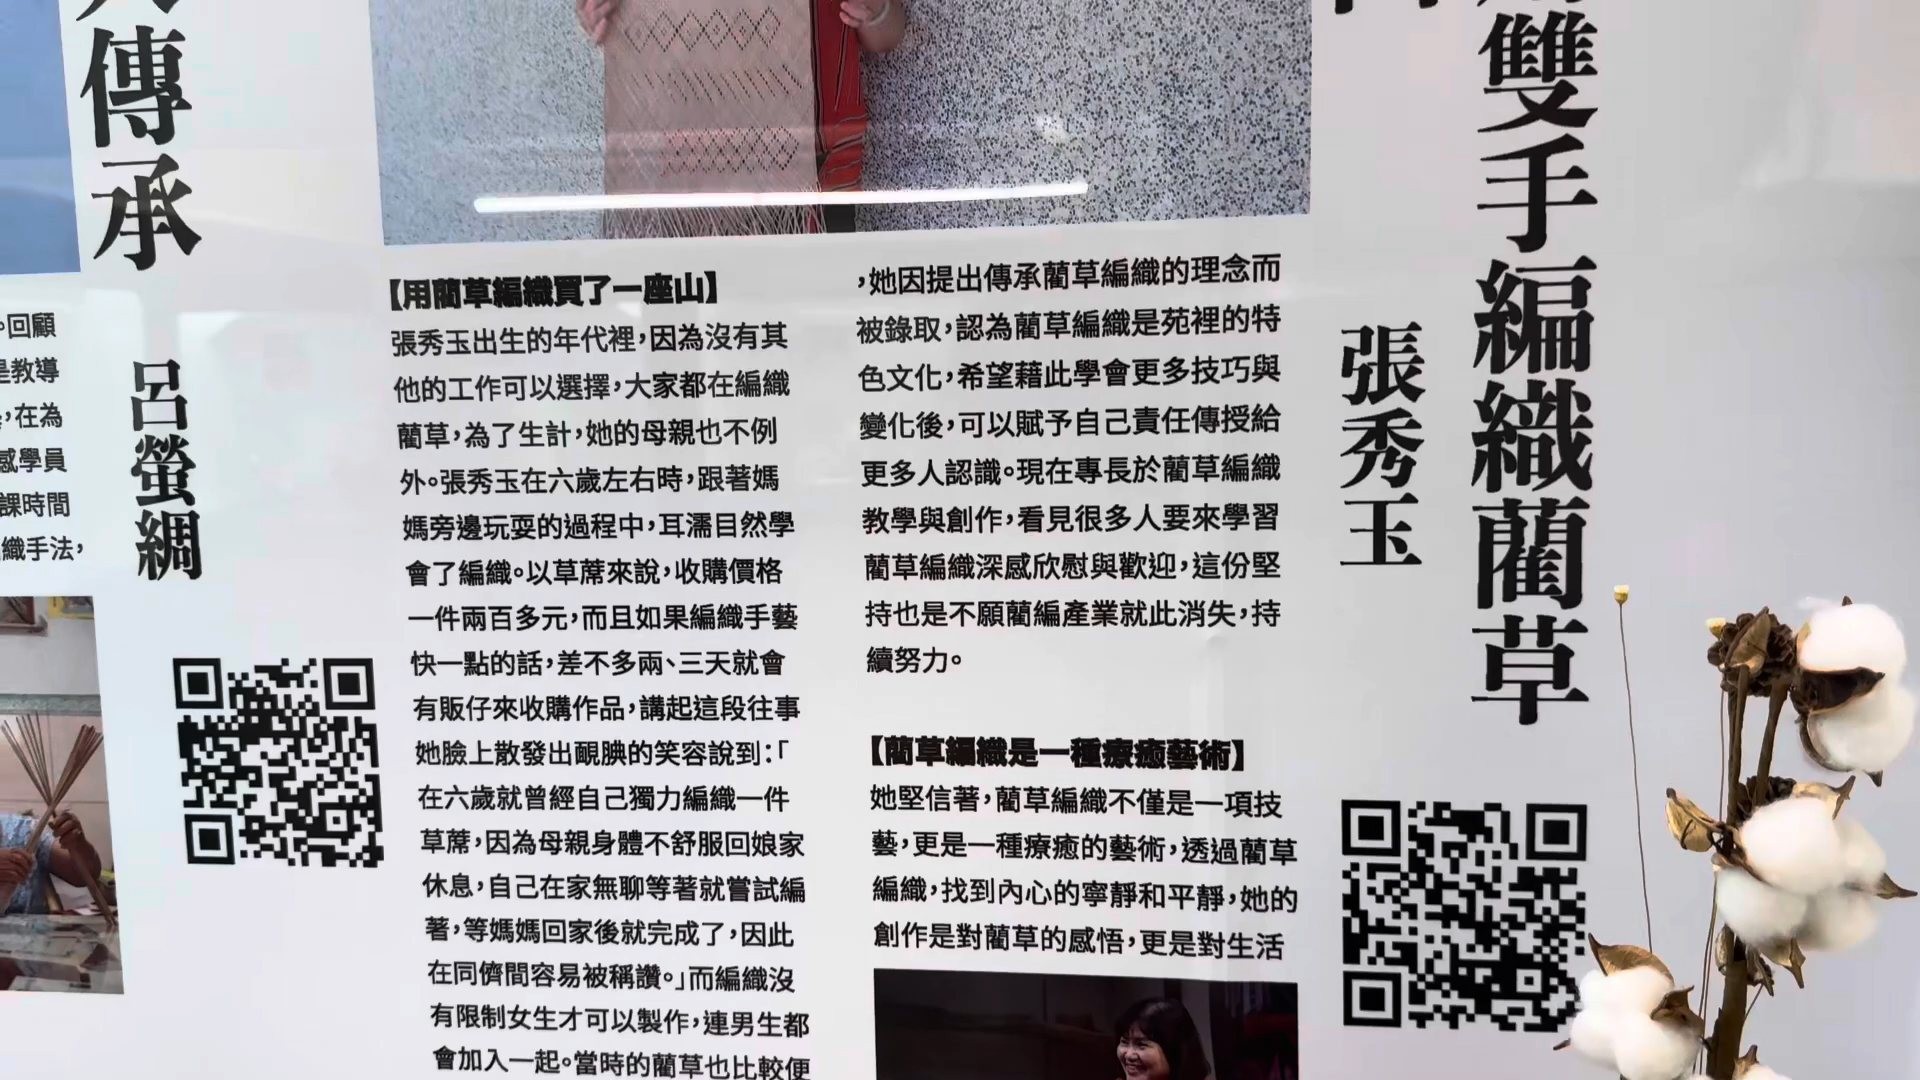 雙手編織藺草
張秀玉
【用藺草編織買了一座山】
張秀玉出生的年代裡，因為沒有其
他的工作可以選擇，大家都在編織
藺草，為了生計，她的母親也不例
外。張秀玉在六歲左右時，跟著媽
媽旁邊玩耍的過程中，耳濡目然學
會了編織。以草蓆來說，收購價格
一件兩百多元，而且如果編織手藝
快一點的話，差不多兩、三天就會
有販仔來收購作品，講起這段往事
她臉上散發出靦腆的笑容說到：「
在六歲就曾經自己獨力編織一件
草蓆，因為母親身體不舒服回娘家
休息，自己在家無聊等著就嘗試編
著，等媽媽回家後就完成了，因此
在同儕間容易被稱讚。」而編織沒
有限制女生才可以製作，連男生都
會加入一起。當時的藺草也比較便
，她因提出傳承藺草編織的理念而
被錄取，認為藺草編織是苑裡的特
色文化，希望藉此學會更多技巧與
變化後，可以賦予自己責任傳授給
更多人認識。現在專長於藺草編織
教學與創作，看見很多人要來學習
藺草編織深感欣慰與歡迎，這份堅
持也是不願藺編產業就此消失，持
續努力。
【藺草編織是一種療癒藝術】
她堅信著，藺草編織不僅是一項技
藝，更是一種療癒的藝術，透過藺草
編織，找到內心的寧靜和平靜，她的
創作是對藺草的感悟，更是對生活
傳承
呂螢綢
。回顧
是教導
，在為
感學員
課時間
織手法，